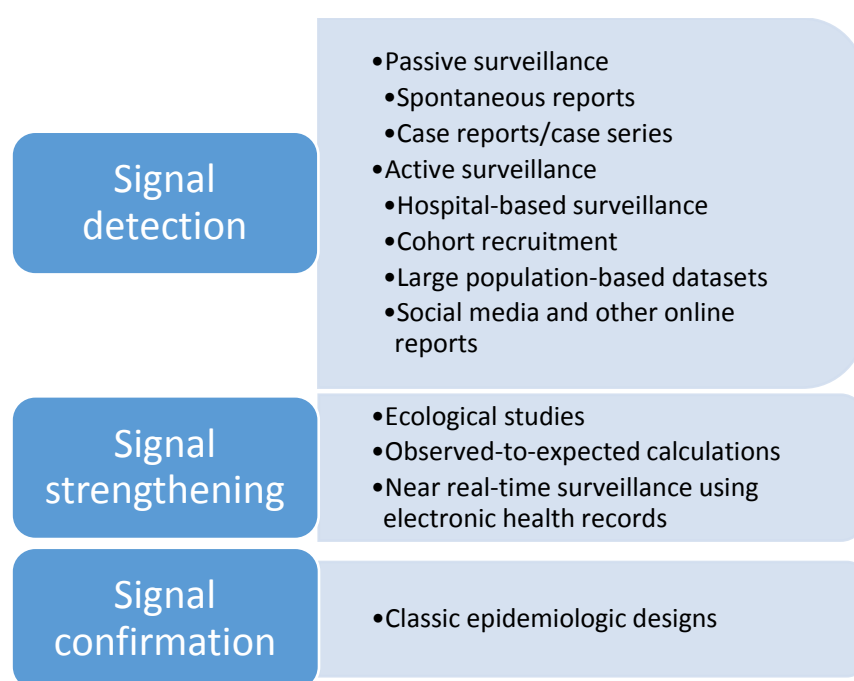 Signal
detection
•Passive surveillance
•Spontaneous reports
•Case reports/case series
•Active surveillance
•Hospital-based surveillance
•Cohort recruitment
•Large population-based datasets
•Social media and other online
reports
Signal
strengthening
•Ecological studies
•Observed-to-expected calculations
•Near real-time surveillance using
electronic health records
Signal
confirmation
•Classic epidemiologic designs